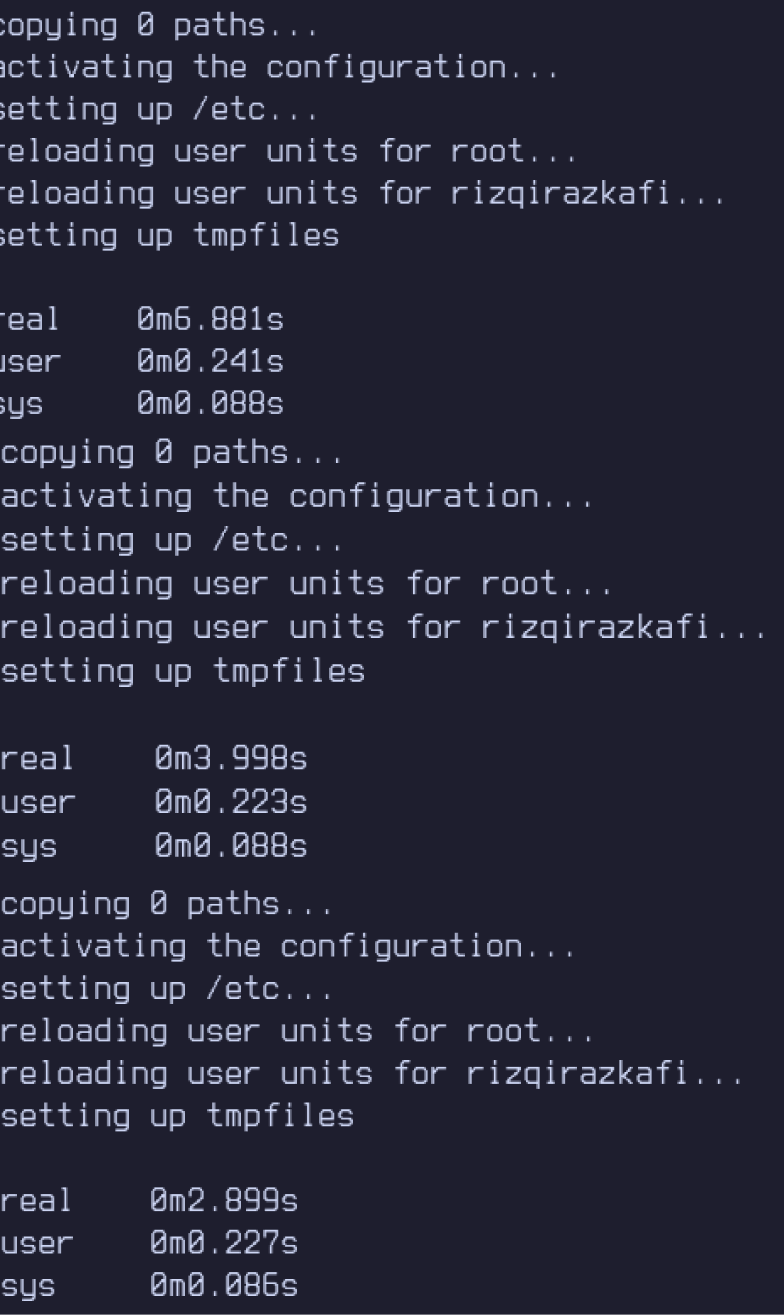 copying 0 paths...
activating the configuration...
setting up /etc...
reloading user units for root...
reloading user units for rizqirazkafi...
setting up tmpfiles
real 0m6.881s
user 0m0.241s
sys 0m0.088s
copying 0 paths...
activating the configuration...
setting up /etc...
reloading user units for root...
reloading user units for rizqirazkafi...
setting up tmpfiles
real 0m3.998s
user 0m0.223s
sys 0m0.088s
copying 0 paths...
activating the configuration...
setting up /etc...
reloading user units for root...
reloading user units for rizqirazkafi...
setting up tmpfiles
real 0m2.899s
user 0m0.227s
sys 0m0.086s